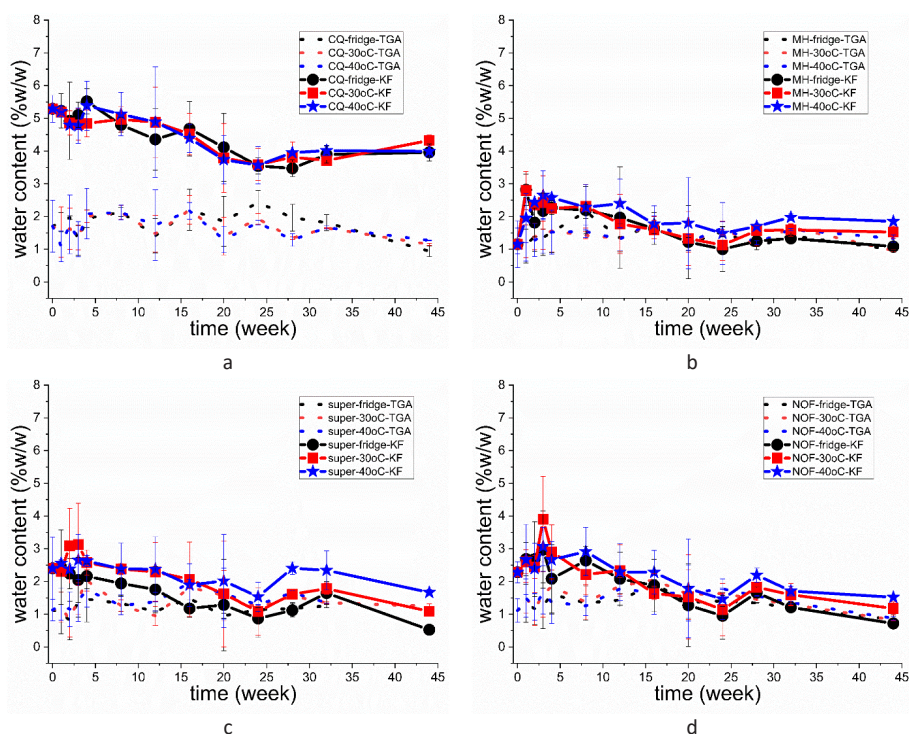 a
b
8
7
6
5
4
3
2
1
0
water content (%w/w)
CQ-fridge-TGA
CQ-30oC-TGA
CQ-40oC-TGA
CQ-fridge-KF
CQ-30oC-KF
CQ-40oC-KF
0 5 10 15 20 25 30 35 40 45
time (week)
a
8
7
6
5
4
3
2
1
0
water content (%w/w)
MH-fridge-TGA
MH-30oC-TGA
MH-40oC-TGA
MH-fridge-KF
MH-30oC-KF
MH-40oC-KF
0 5 10 15 20 25 30 35 40 45
time (week)
b
c
d
8
7
6
5
4
3
2
1
0
water content (%w/w)
super-fridge-TGA
super-30oC-TGA
super-40oC-TGA
super-fridge-KF
super-30oC-KF
super-40oC-KF
0 5 10 15 20 25 30 35 40 45
time (week)
c
8
7
6
5
4
3
2
1
0
water content (%w/w)
NOF-fridge-TGA
NOF-30oC-TGA
NOF-40oC-TGA
NOF-fridge-KF
NOF-30oC-KF
NOF-40oC-KF
0 5 10 15 20 25 30 35 40 45
time (week)
d